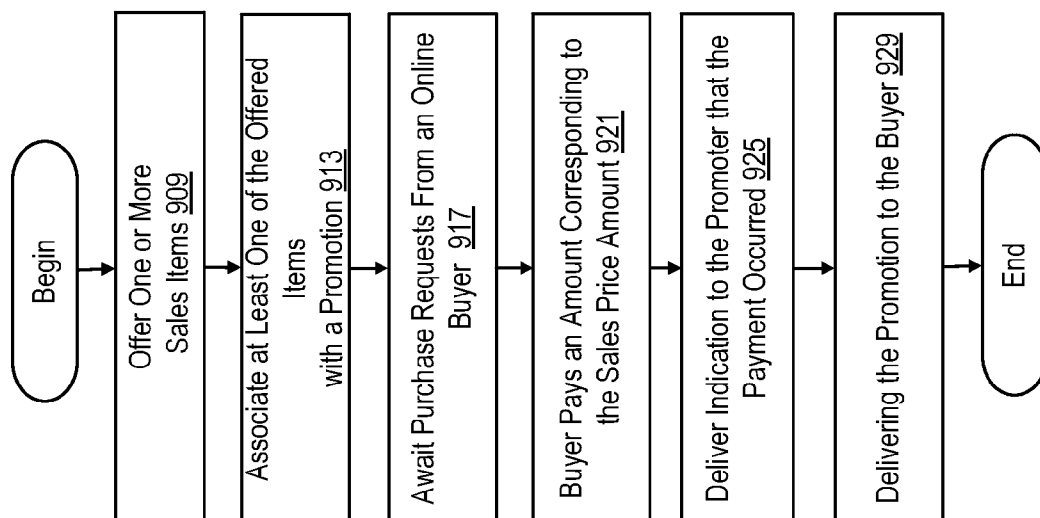 Begin
Offer One or More
Sales Items 909
Associate at Least One of the Offered
Items
with a Promotion 913
Await Purchase Requests From an Online
Buyer 917
Buyer Pays an Amount Corresponding to
the Sales Price Amount 921
Deliver Indication to the Promoter that the
Payment Occurred 925
Delivering the Promotion to the Buyer 929
End